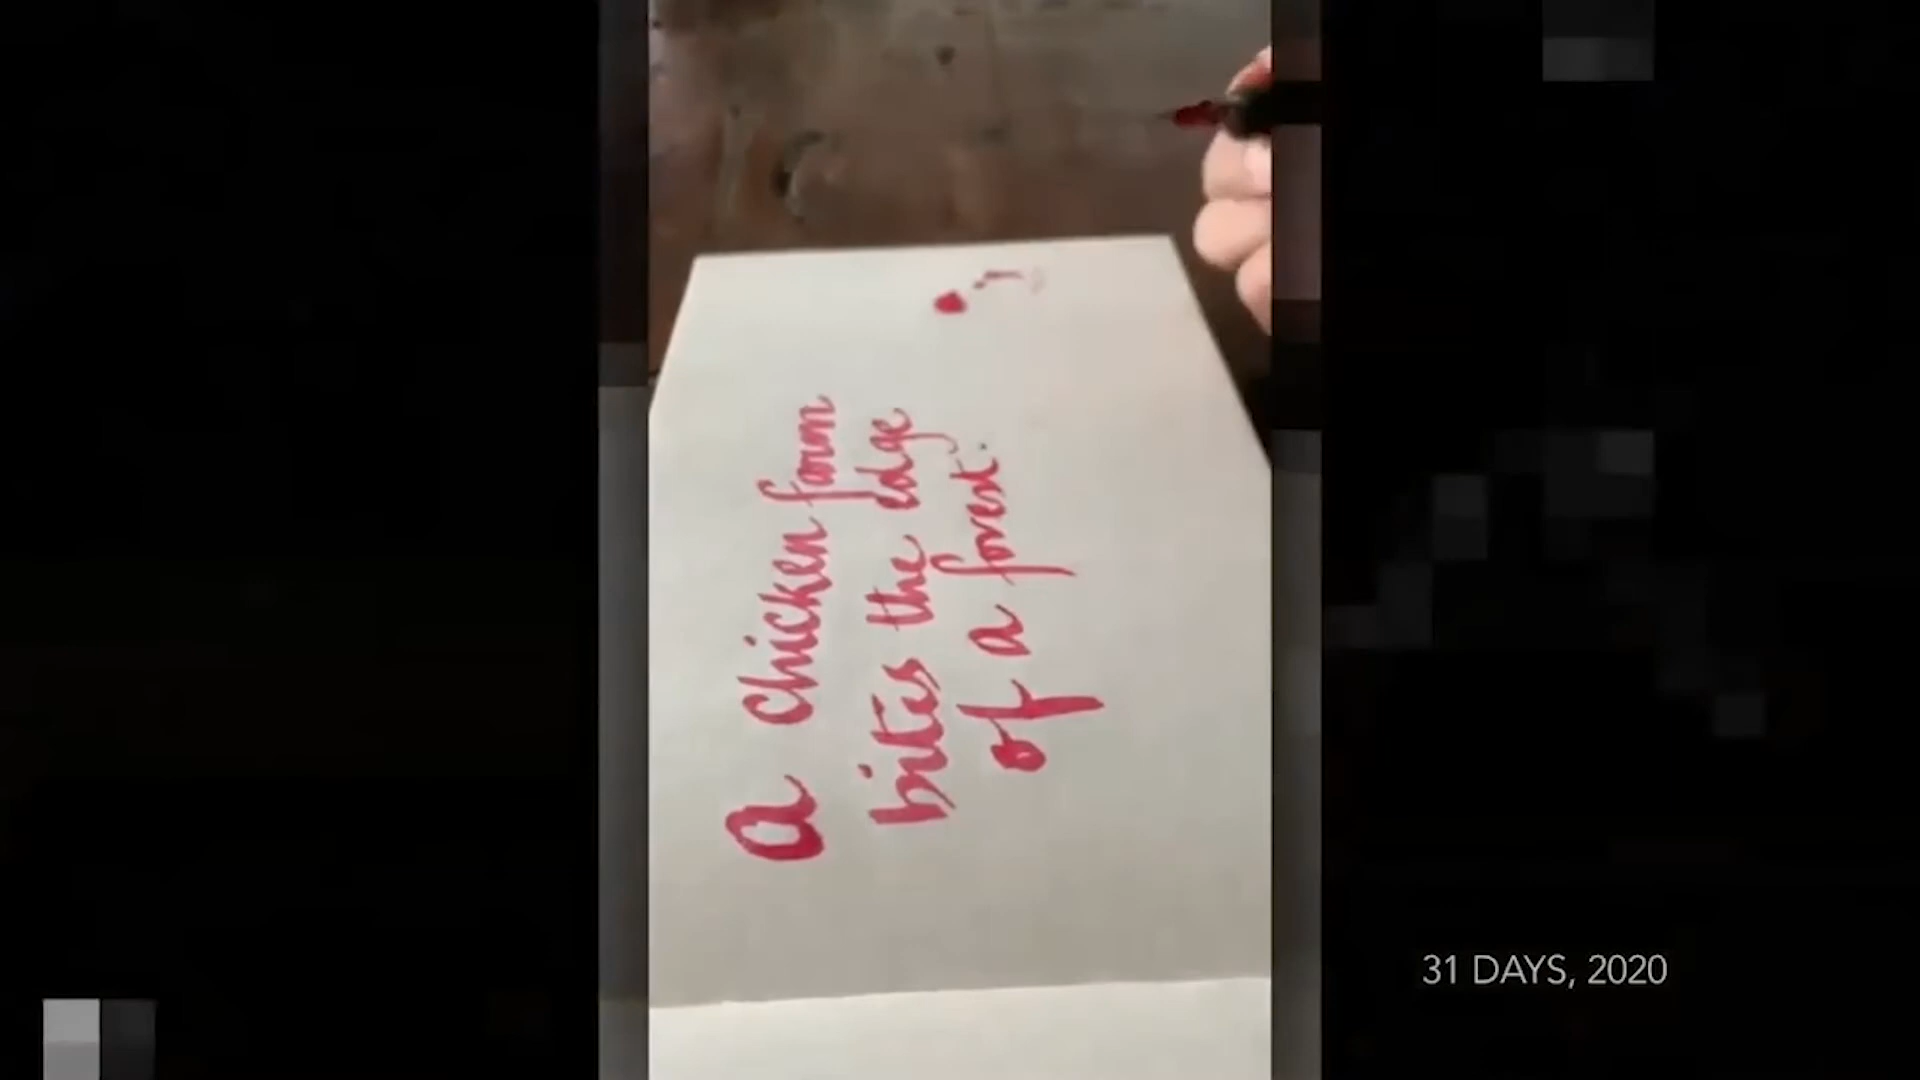 a chicken farm
bites the edge
of a forest.
31 DAYS, 2020